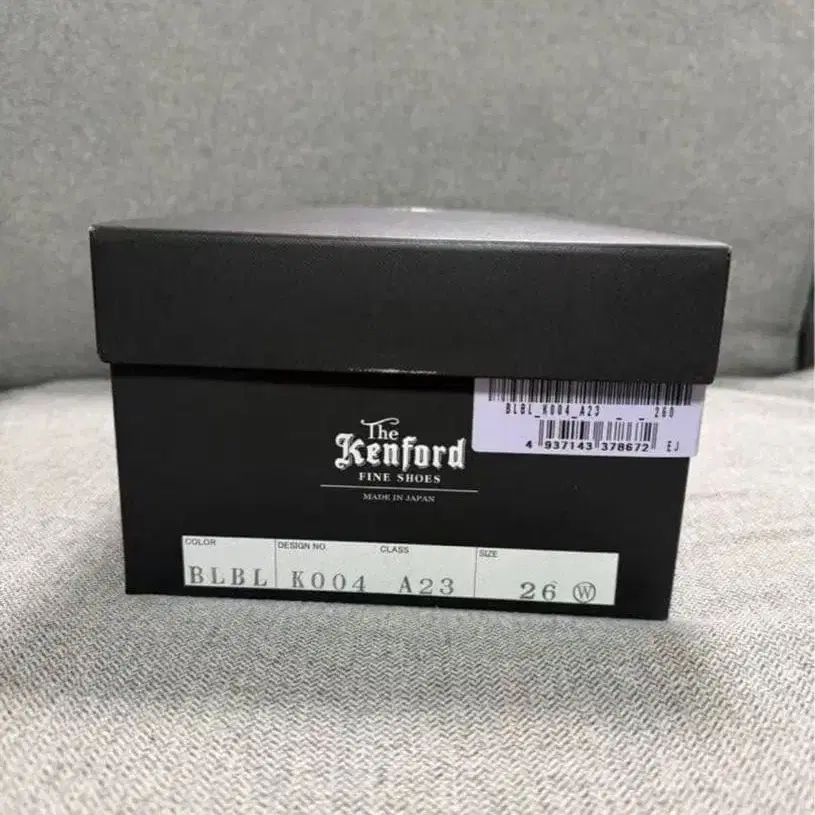 BLBL_K004_A23 _ _ 260
4 937143 378672 EJ
The
Kenford
FINE SHOES
MADE IN JAPAN
COLOR DESIGN NO CLASS SIZE
BLBL K004 A23 26 Ⓦ